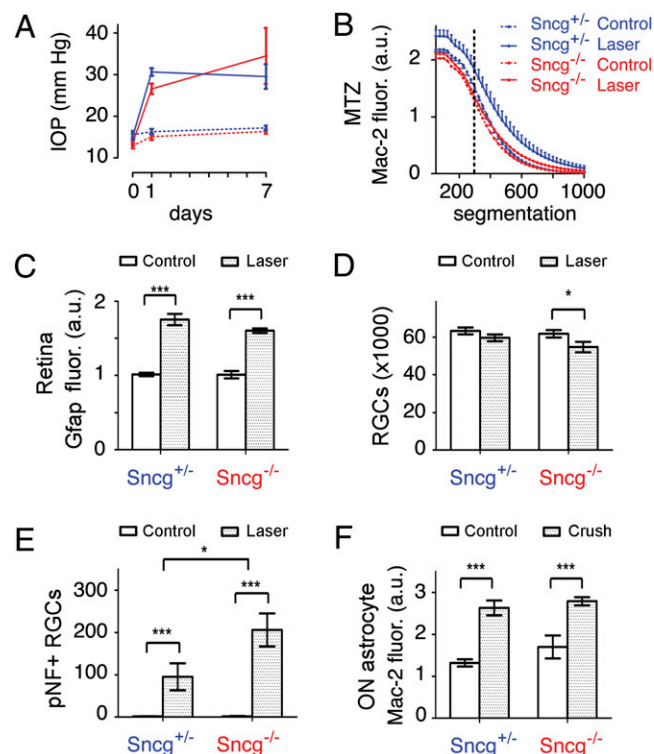 A
IOP (mm Hg)
40
30
20
10
0 1 7
days
B
MTZ
Mac-2 fluor. (a.u.)
2
1
0
200 600 1000
segmentation
Sncg+/- Control
Sncg+/- Laser
Sncg-/- Control
Sncg-/- Laser
C
Control Laser
Retina
Gfap fluor. (a.u.)
2
1
0
*** ***
Sncg+/- Sncg-/-
D
Control Laser
RGCs (x1000)
60
40
20
0
*
Sncg+/- Sncg-/-
E
Control Laser
pNF+ RGCs
300
200
100
0
*
*** ***
Sncg+/- Sncg-/-
F
Control Crush
ON astrocyte
Mac-2 fluor. (a.u.)
3
2
1
0
*** ***
Sncg+/- Sncg-/-